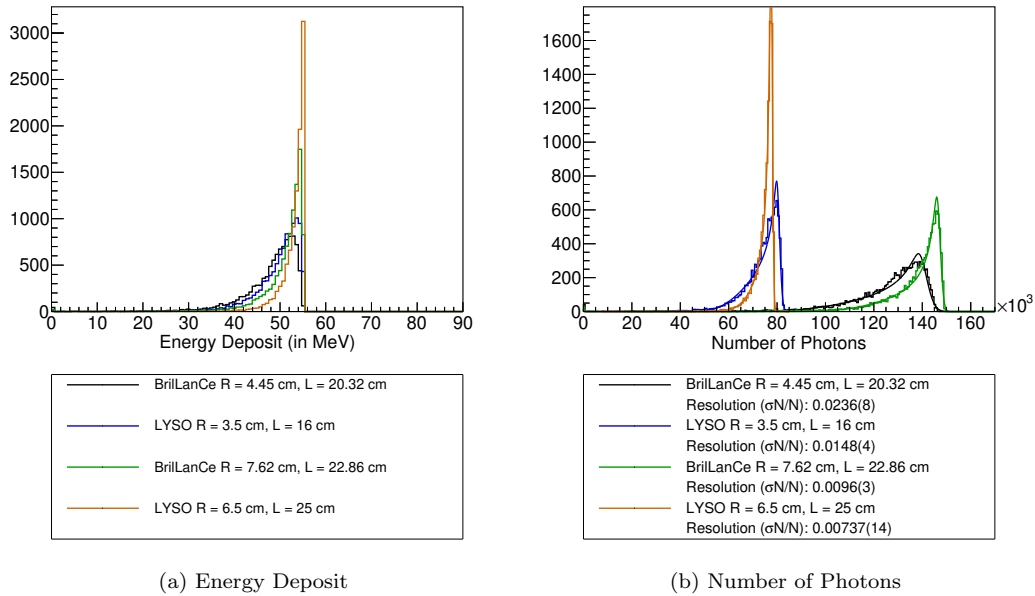 3000
2500
2000
1500
1000
500
0
0 10 20 30 40 50 60 70 80 90
Energy Deposit (in MeV)
BrilLanCe R = 4.45 cm, L = 20.32 cm
LYSO R = 3.5 cm, L = 16 cm
BrilLanCe R = 7.62 cm, L = 22.86 cm
LYSO R = 6.5 cm, L = 25 cm
(a) Energy Deposit
1600
1400
1200
1000
800
600
400
200
0
0 20 40 60 80 100 120 140 160 ×10³
Number of Photons
BrilLanCe R = 4.45 cm, L = 20.32 cm
Resolution (σN/N): 0.0236(8)
LYSO R = 3.5 cm, L = 16 cm
Resolution (σN/N): 0.0148(4)
BrilLanCe R = 7.62 cm, L = 22.86 cm
Resolution (σN/N): 0.0096(3)
LYSO R = 6.5 cm, L = 25 cm
Resolution (σN/N): 0.00737(14)
(b) Number of Photons